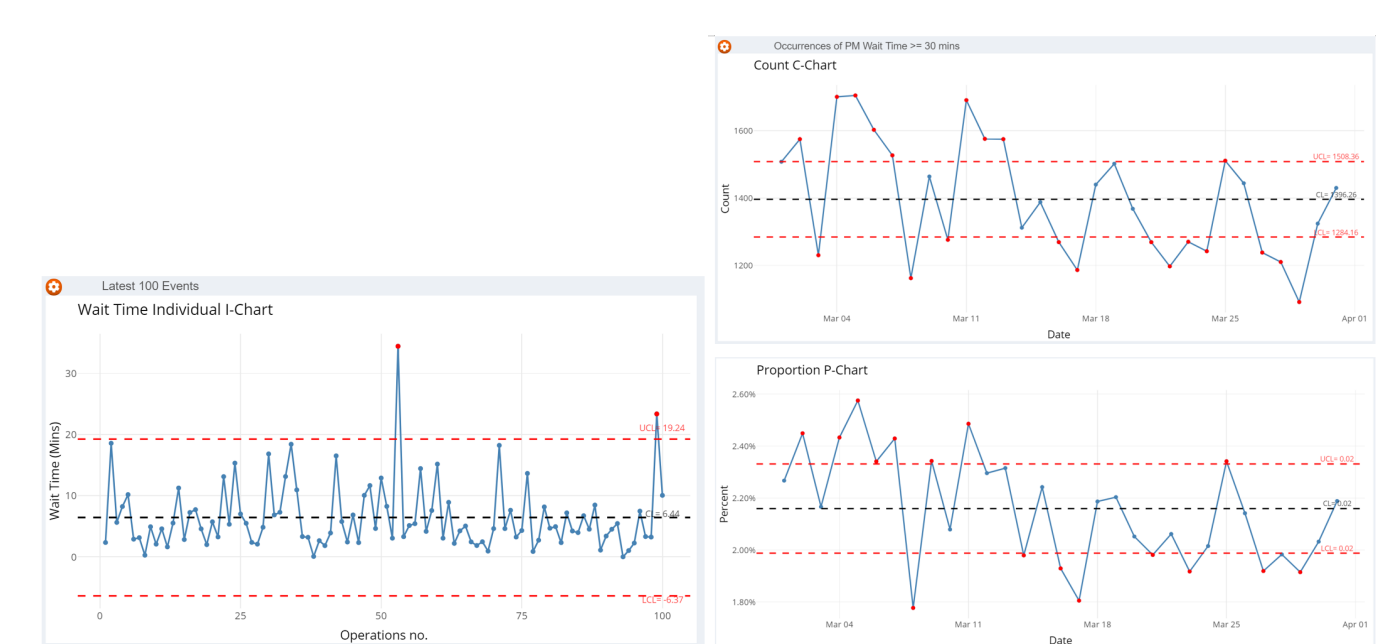 Occurrences of PM Wait Time >= 30 mins
Count C-Chart
1600
1400
1200
Count
UCL= 1508.36
CL= 1396.26
LCL= 1284.16
Mar 04
Mar 11
Mar 18
Mar 25
Apr 01
Date
Latest 100 Events
Wait Time Individual I-Chart
30
20
10
0
Wait Time (Mins)
UCL= 19.24
CL= 6.44
LCL= -6.37
0
25
50
75
100
Operations no.
Proportion P-Chart
2.60%
2.40%
2.20%
2.00%
1.80%
Percent
UCL= 0.02
CL= 0.02
LCL= 0.02
Mar 04
Mar 11
Mar 18
Mar 25
Apr 01
Date